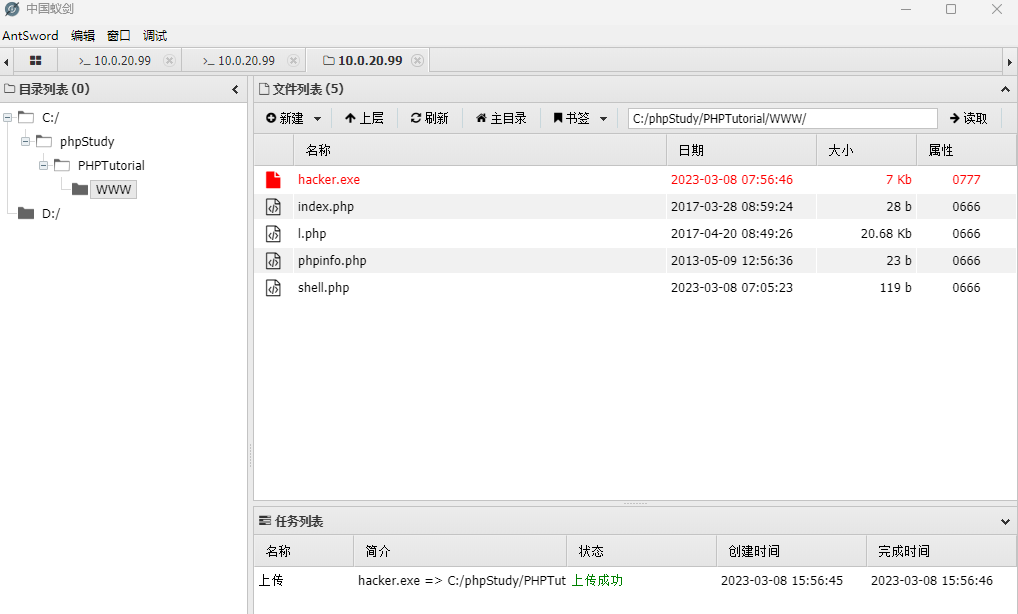 中国蚁剑
AntSword 编辑 窗口 调试
>_ 10.0.20.99 >_ 10.0.20.99 10.0.20.99
目录列表 (0)
C:/
phpStudy
PHPTutorial
WWW
D:/
文件列表 (5)
新建 上层 刷新 主目录 书签 C:/phpStudy/PHPTutorial/WWW/ 读取
名称 日期 大小 属性
hacker.exe 2023-03-08 07:56:46 7 Kb 0777
index.php 2017-03-28 08:59:24 28 b 0666
l.php 2017-04-20 08:49:26 20.68 Kb 0666
phpinfo.php 2013-05-09 12:56:36 23 b 0666
shell.php 2023-03-08 07:05:23 119 b 0666
任务列表
名称 简介 状态 创建时间 完成时间
上传 hacker.exe => C:/phpStudy/PHPTut 上传成功 2023-03-08 15:56:45 2023-03-08 15:56:46